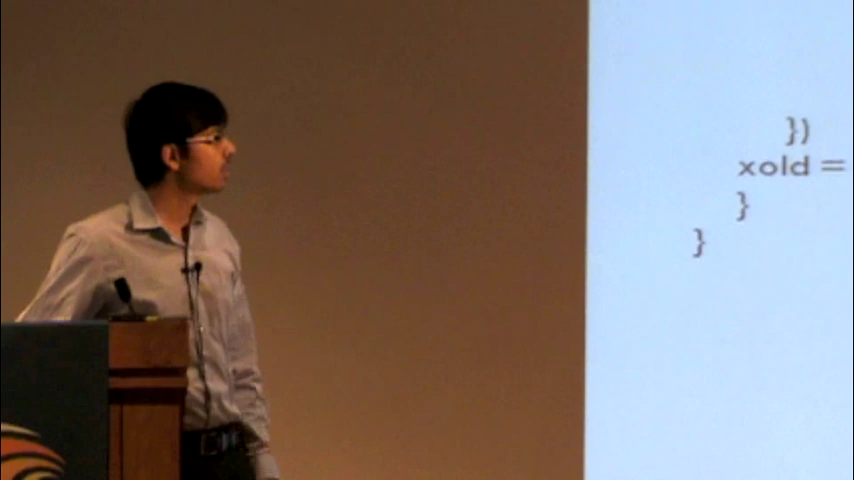 })
xold =
}
}